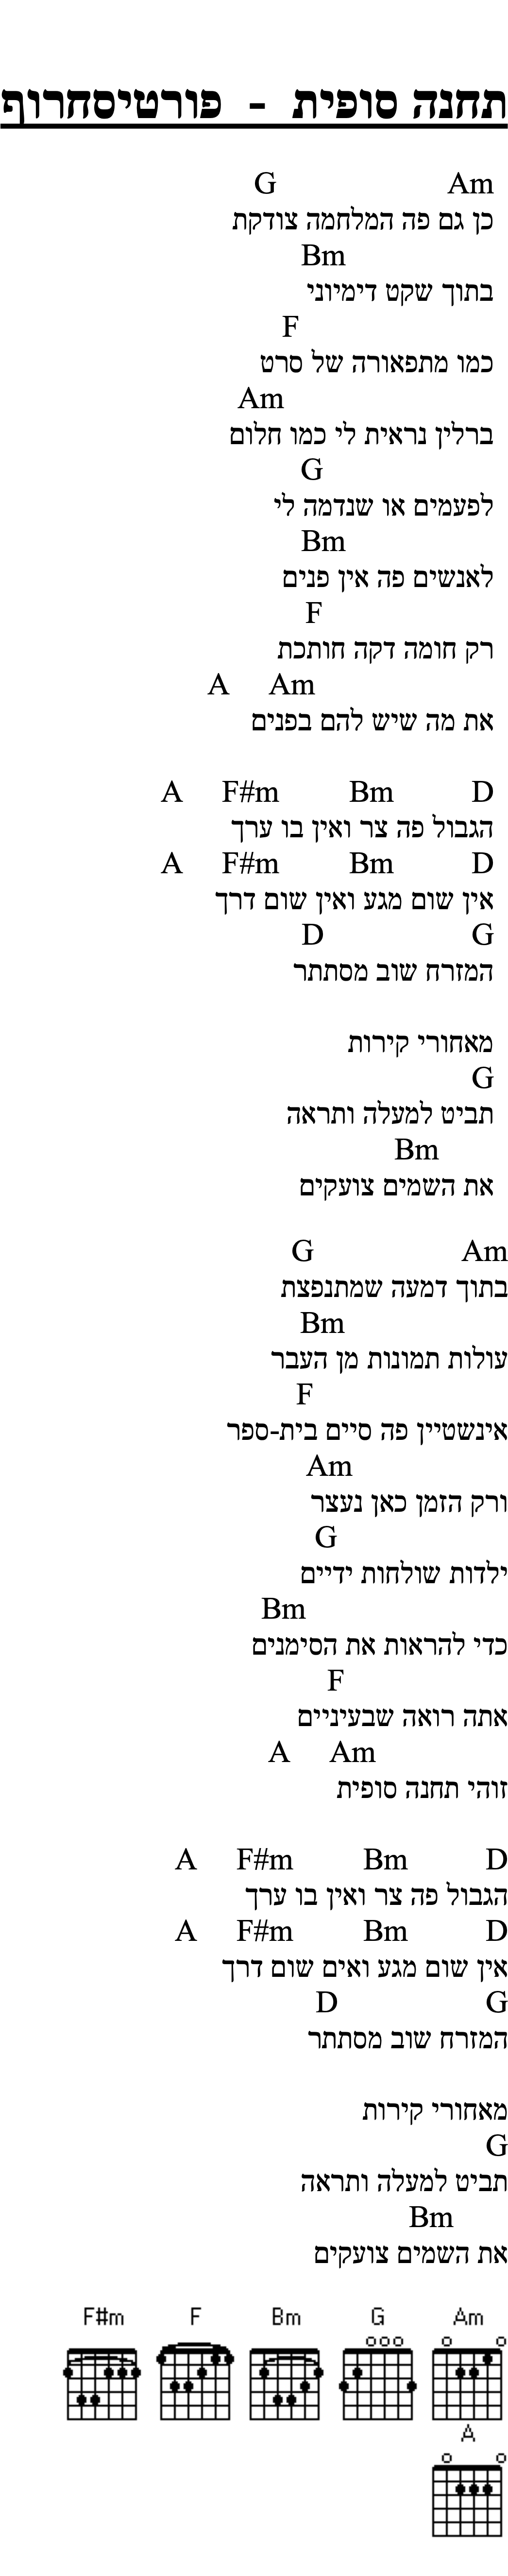 תחנה סופית - פורטיסחרוף
Am G
כן גם פה המלחמה צודקת
Bm
בתוך שקט דימיוני
F
כמו מתפאורה של סרט
Am
ברלין נראית לי כמו חלום
G
לפעמים או שנדמה לי
Bm
לאנשים פה אין פנים
F
רק חומה דקה חותכת
Am A
את מה שיש להם בפנים
D Bm F#m A
הגבול פה צר ואין בו ערך
D Bm F#m A
אין שום מגע ואין שום דרך
G D
המזרח שוב מסתתר
מאחורי קירות
G
תביט למעלה ותראה
Bm
את השמים צועקים
Am G
בתוך דמעה שמתנפצת
Bm
עולות תמונות מן העבר
F
אינשטיין פה סיים בית-ספר
Am
ורק הזמן כאן נעצר
G
ילדות שולחות ידיים
Bm
כדי להראות את הסימנים
F
אתה רואה שבעיניים
Am A
זוהי תחנה סופית
D Bm F#m A
הגבול פה צר ואין בו ערך
D Bm F#m A
אין שום מגע ואים שום דרך
G D
המזרח שוב מסתתר
מאחורי קירות
G
תביט למעלה ותראה
Bm
את השמים צועקים
Am G Bm F F#m
A